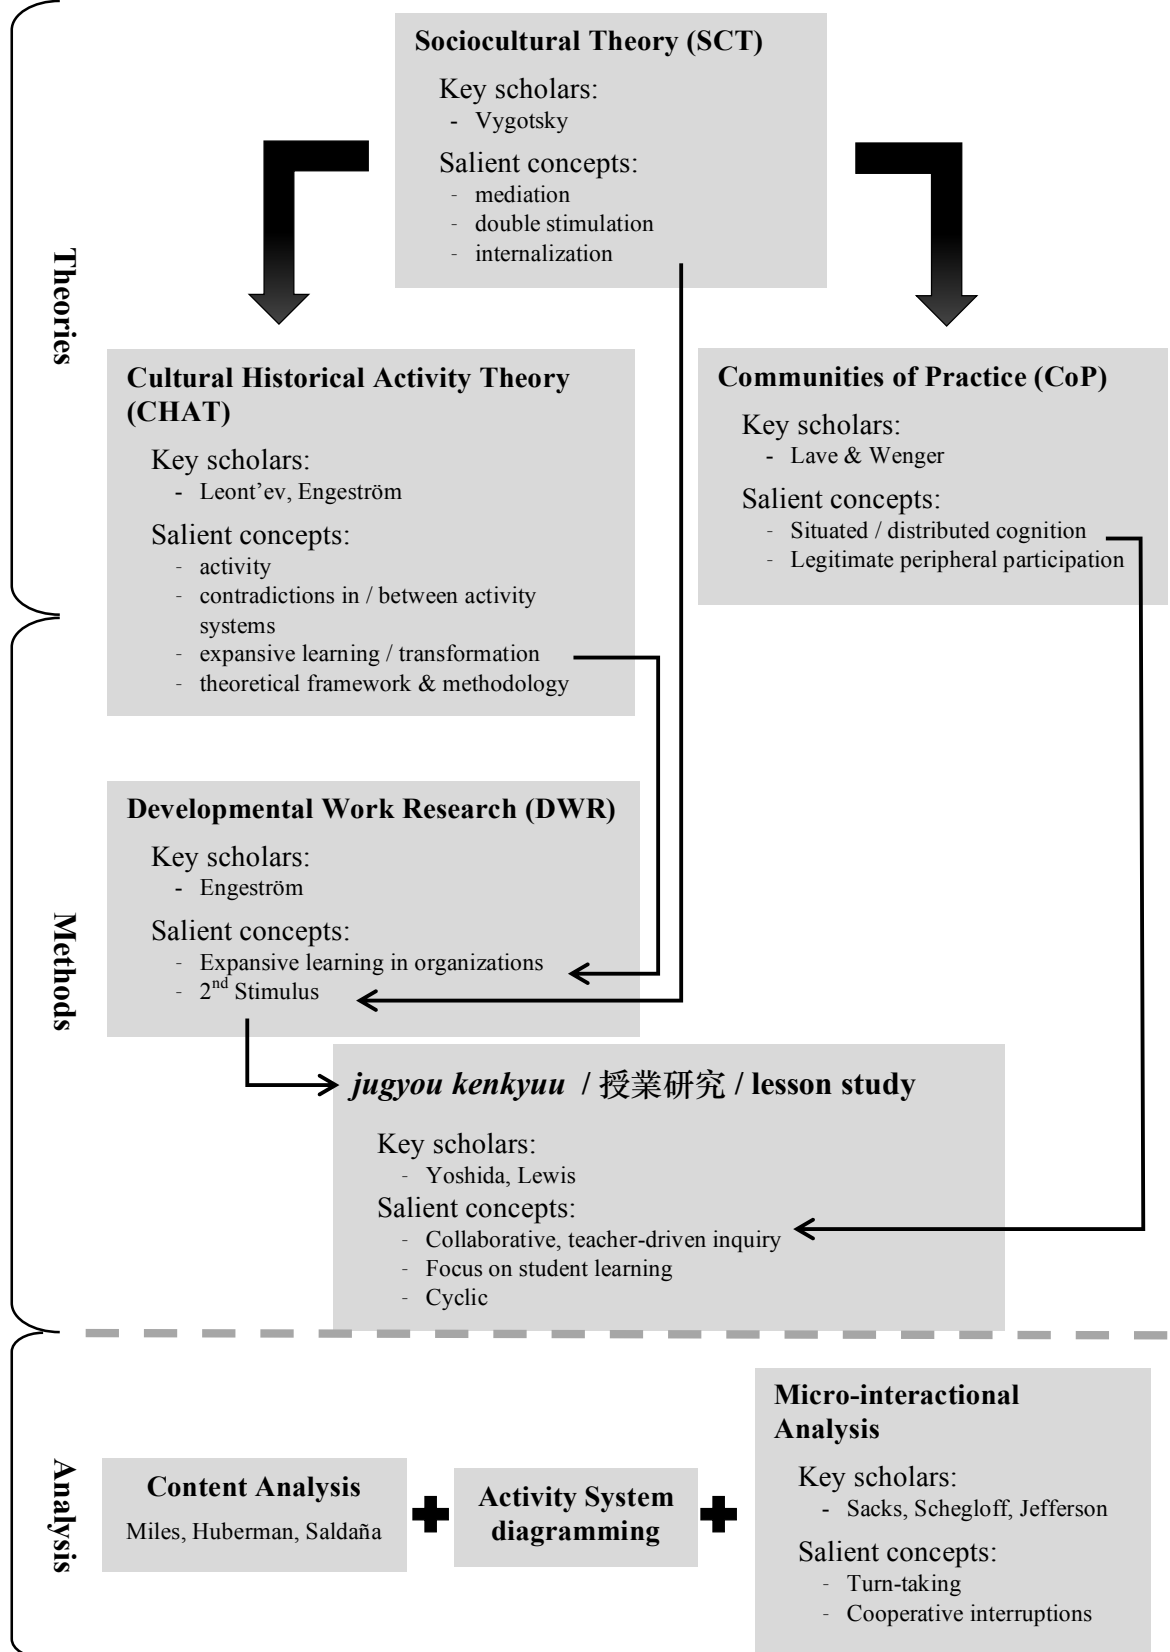 Theories
Sociocultural Theory (SCT)
Key scholars:
- Vygotsky
Salient concepts:
- mediation
- double stimulation
- internalization
Cultural Historical Activity Theory
(CHAT)
Key scholars:
- Leont’ev, Engeström
Salient concepts:
- activity
- contradictions in / between activity
systems
- expansive learning / transformation
- theoretical framework & methodology
Communities of Practice (CoP)
Key scholars:
- Lave & Wenger
Salient concepts:
- Situated / distributed cognition
- Legitimate peripheral participation
Methods
Developmental Work Research (DWR)
Key scholars:
- Engeström
Salient concepts:
- Expansive learning in organizations
- 2nd Stimulus
jugyou kenkyuu / 授業研究 / lesson study
Key scholars:
- Yoshida, Lewis
Salient concepts:
- Collaborative, teacher-driven inquiry
- Focus on student learning
- Cyclic
Analysis
Content Analysis
Miles, Huberman, Saldaña
Activity System
diagramming
Micro-interactional
Analysis
Key scholars:
- Sacks, Schegloff, Jefferson
Salient concepts:
- Turn-taking
- Cooperative interruptions